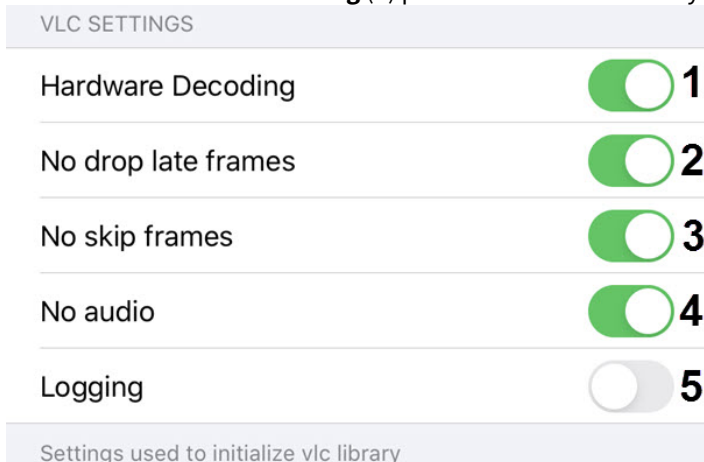 VLC SETTINGS
Hardware Decoding 1
No drop late frames 2
No skip frames 3
No audio 4
Logging 5
Settings used to initialize vlc library